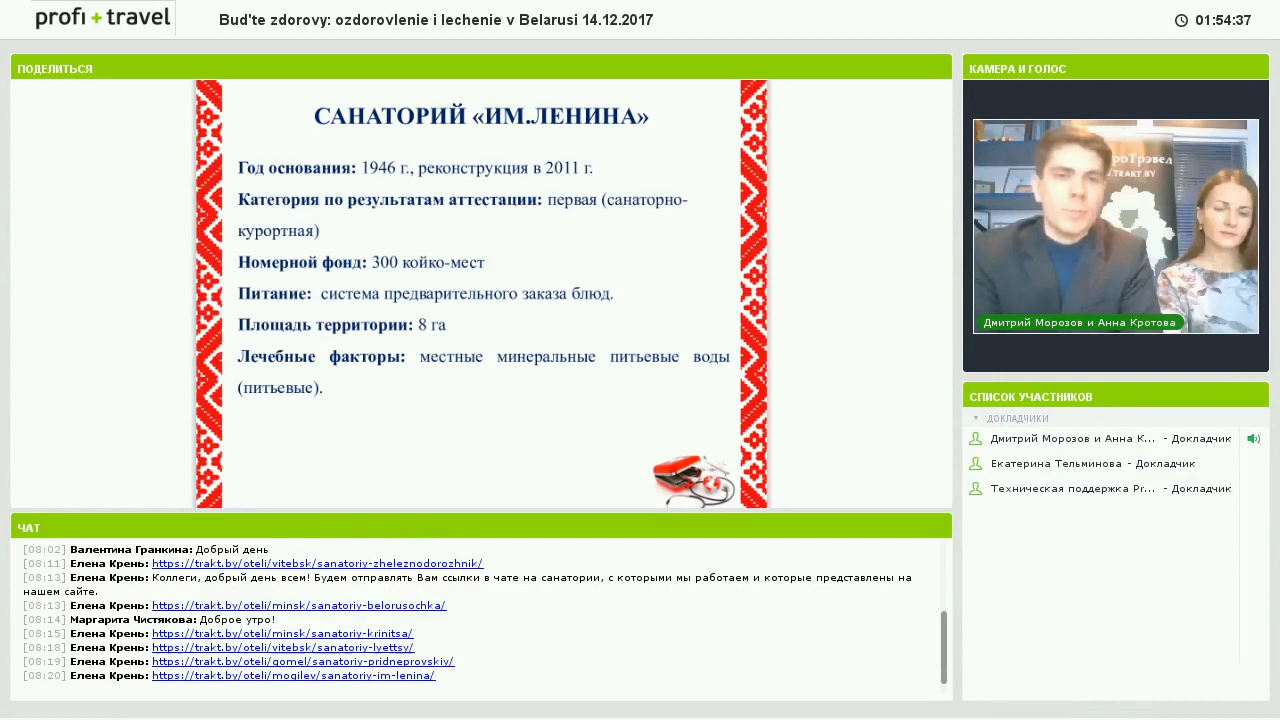 profi + travel
Bud'te zdorovy: ozdorovlenie i lechenie v Belarusi 14.12.2017
01:54:37
ПОДЕЛИТЬСЯ
САНАТОРИЙ «ИМ.ЛЕНИНА»
Год основания: 1946 г., реконструкция в 2011 г.
Категория по результатам аттестации: первая (санаторно-
курортная)
Номерной фонд: 300 койко-мест
Питание: система предварительного заказа блюд.
Площадь территории: 8 га
Лечебные факторы: местные минеральные питьевые воды
(питьевые).
КАМЕРА И ГОЛОС
Дмитрий Морозов и Анна Кротова
СПИСОК УЧАСТНИКОВ
ДОКЛАДЧИКИ
Дмитрий Морозов и Анна К... - Докладчик
Екатерина Тельминова - Докладчик
Техническая поддержка Pr... - Докладчик
ЧАТ
[08:02] Валентина Гранкина: Добрый день
[08:11] Елена Крень: https://trakt.by/oteli/vitebsk/sanatoriy-zheleznodorozhnik/
[08:13] Елена Крень: Коллеги, добрый день всем! Будем отправлять Вам ссылки в чате на санатории, с которыми мы работаем и которые представлены на
нашем сайте.
[08:13] Елена Крень: https://trakt.by/oteli/minsk/sanatoriy-belorusochka/
[08:14] Маргарита Чистякова: Доброе утро!
[08:15] Елена Крень: https://trakt.by/oteli/minsk/sanatoriy-krinitsa/
[08:18] Елена Крень: https://trakt.by/oteli/vitebsk/sanatoriy-lyettsy/
[08:19] Елена Крень: https://trakt.by/oteli/gomel/sanatoriy-pridneprovskiy/
[08:20] Елена Крень: https://trakt.by/oteli/mogilev/sanatoriy-im-lenina/